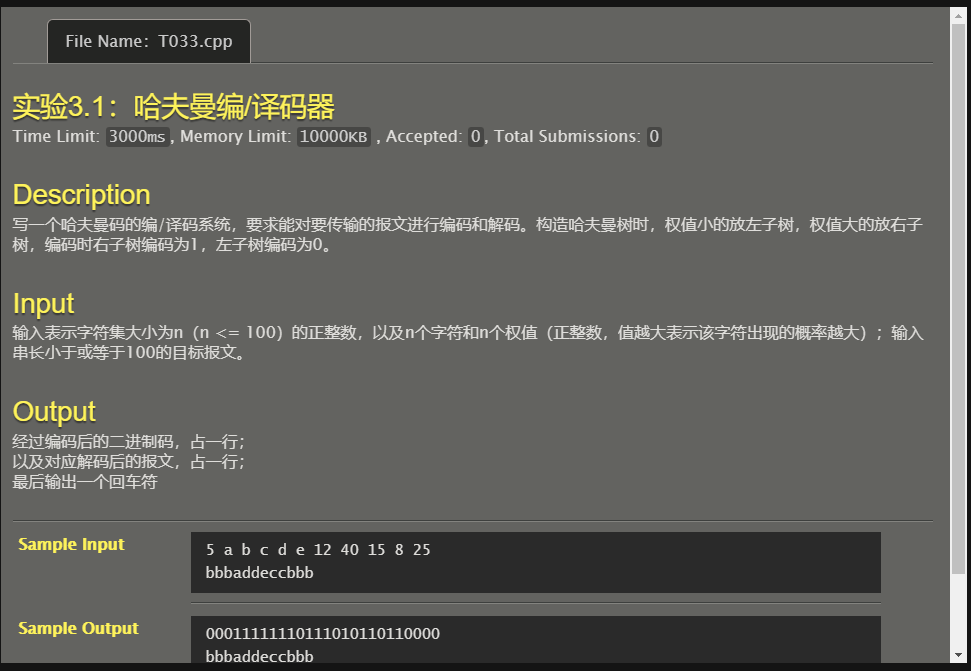 File Name：T033.cpp
实验3.1：哈夫曼编/译码器
Time Limit: 3000ms, Memory Limit: 10000KB , Accepted: 0, Total Submissions: 0
Description
写一个哈夫曼码的编/译码系统，要求能对要传输的报文进行编码和解码。构造哈夫曼树时，权值小的放左子树，权值大的放右子
树，编码时右子树编码为1，左子树编码为0。
Input
输入表示字符集大小为n（n <= 100）的正整数，以及n个字符和n个权值（正整数，值越大表示该字符出现的概率越大）；输入
串长小于或等于100的目标报文。
Output
经过编码后的二进制码，占一行；
以及对应解码后的报文，占一行；
最后输出一个回车符
Sample Input
5 a b c d e 12 40 15 8 25
bbbaddeccbbb
Sample Output
00011111110111010110110000
bbbaddeccbbb